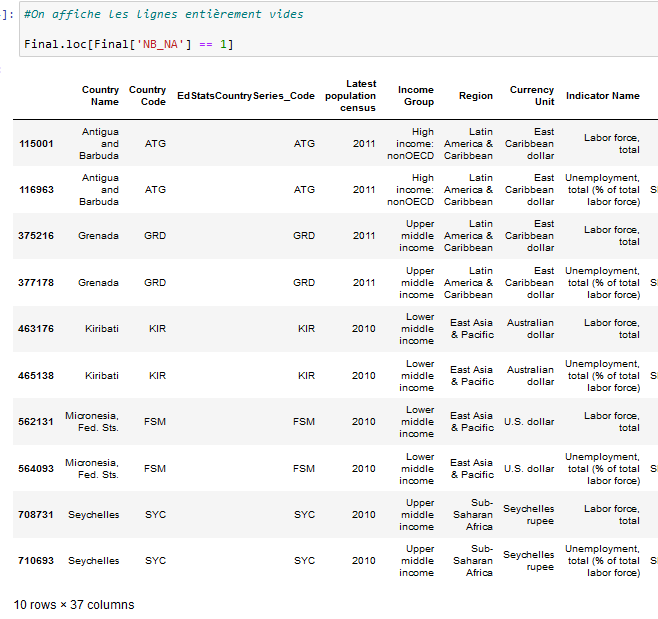 ]: #On affiche les lignes entièrement vides
Final.loc[Final['NB_NA'] == 1]
Country Name Country Code EdStatsCountrySeries_Code Latest population census Income Group Region Currency Unit Indicator Name
115001 Antigua and Barbuda ATG ATG 2011 High income: nonOECD Latin America & Caribbean East Caribbean dollar Labor force, total
116963 Antigua and Barbuda ATG ATG 2011 High income: nonOECD Latin America & Caribbean East Caribbean dollar Unemployment, total (% of total labor force)
375216 Grenada GRD GRD 2011 Upper middle income Latin America & Caribbean East Caribbean dollar Labor force, total
377178 Grenada GRD GRD 2011 Upper middle income Latin America & Caribbean East Caribbean dollar Unemployment, total (% of total labor force)
463176 Kiribati KIR KIR 2010 Lower middle income East Asia & Pacific Australian dollar Labor force, total
465138 Kiribati KIR KIR 2010 Lower middle income East Asia & Pacific Australian dollar Unemployment, total (% of total labor force)
562131 Micronesia, Fed. Sts. FSM FSM 2010 Lower middle income East Asia & Pacific U.S. dollar Labor force, total
564093 Micronesia, Fed. Sts. FSM FSM 2010 Lower middle income East Asia & Pacific U.S. dollar Unemployment, total (% of total labor force)
708731 Seychelles SYC SYC 2010 Upper middle income Sub-Saharan Africa Seychelles rupee Labor force, total
710693 Seychelles SYC SYC 2010 Upper middle income Sub-Saharan Africa Seychelles rupee Unemployment, total (% of total labor force)
10 rows × 37 columns